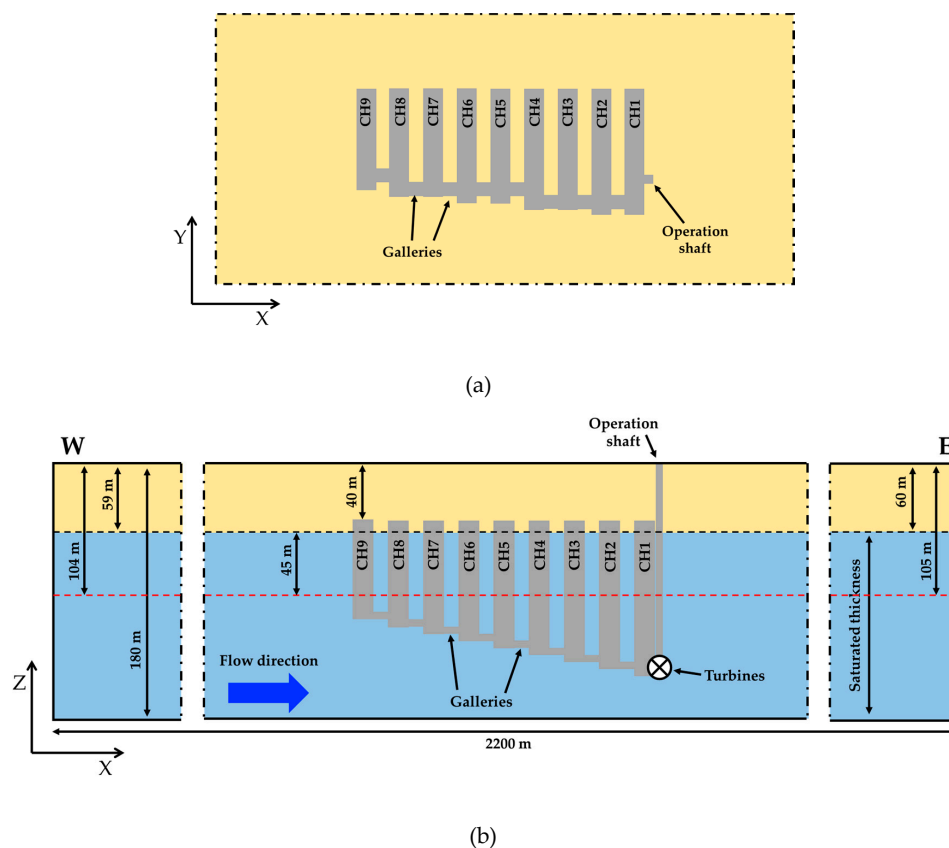 CH9
CH8
CH7
CH6
CH5
CH4
CH3
CH2
CH1
Galleries
Operation
shaft
Y
X
(a)
W
Operation
shaft
E
59 m
104 m
180 m
40 m
45 m
60 m
105 m
CH9
CH8
CH7
CH6
CH5
CH4
CH3
CH2
CH1
Saturated thickness
Flow direction
Galleries
Turbines
Z
X
2200 m
(b)